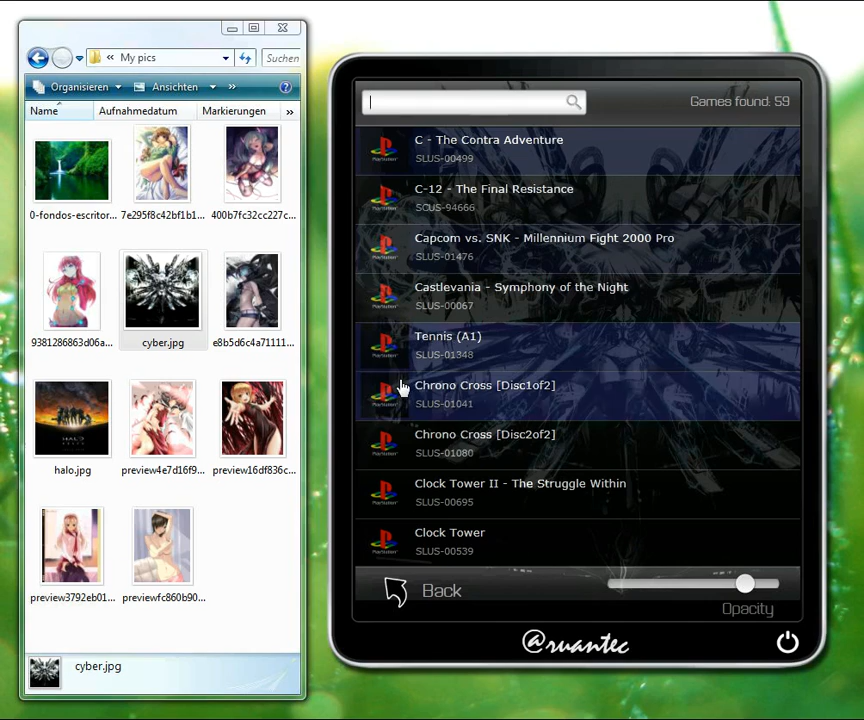 My pics
Suchen
Organisieren
Ansichten
Name
Aufnahmedatum
Markierungen
0-fondos-escritor...
7e295f8c42bf1b1...
400b7fc32cc227c...
9381286863d06a...
cyber.jpg
e8b5d6c4a71111...
halo.jpg
preview4e7d16f9...
preview16df836c...
preview3792eb01...
previewfc860b90...
cyber.jpg
Games found: 59
C - The Contra Adventure
SLUS-00499
C-12 - The Final Resistance
SCUS-94666
Capcom vs. SNK - Millennium Fight 2000 Pro
SLUS-01476
Castlevania - Symphony of the Night
SLUS-00067
Tennis (A1)
SLUS-01348
Chrono Cross [Disc1of2]
SLUS-01041
Chrono Cross [Disc2of2]
SLUS-01080
Clock Tower II - The Struggle Within
SLUS-00695
Clock Tower
SLUS-00539
Back
Opacity
@ruantec